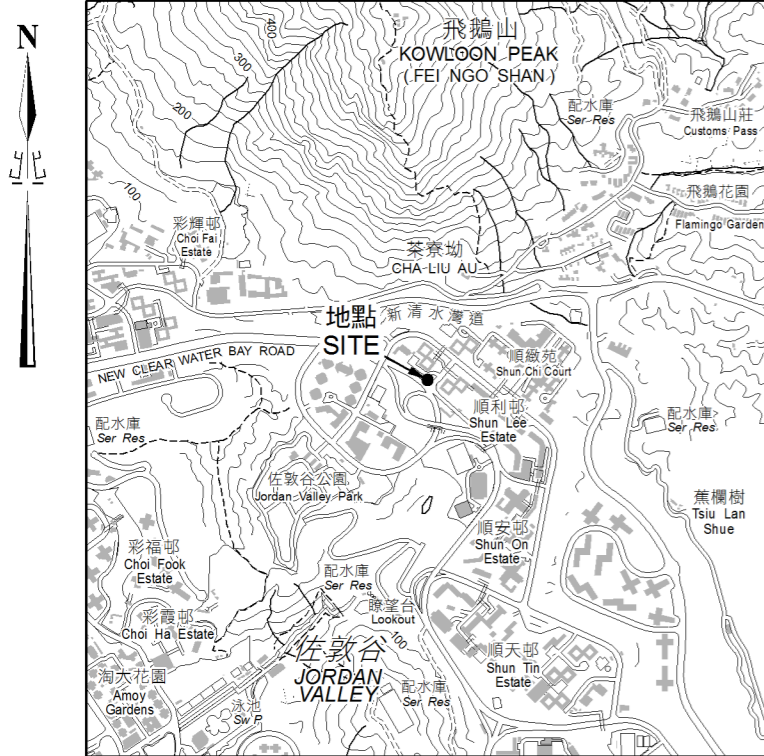 N
飛鵝山
KOWLOON PEAK
(FEI NGO SHAN)
400
300
200
100
配水庫
Ser Res
飛鵝山莊
Customs Pass
飛鵝花園
Flamingo Garden
彩輝邨
Choi Fai
Estate
茶寮坳
CHA LIU AU
地點
SITE
新清水灣道
NEW CLEAR WATER BAY ROAD
順緻苑
Shun Chi Court
順利邨
Shun Lee
Estate
配水庫
Ser Res
配水庫
Ser Res
佐敦谷公園
Jordan Valley Park
蕉欄樹
Tsiu Lan
Shue
順安邨
Shun On
Estate
彩福邨
Choi Fook
Estate
配水庫
Ser Res
瞭望台
Lookout
100
彩霞邨
Choi Ha Estate
佐敦谷
JORDAN
VALLEY
順天邨
Shun Tin
Estate
淘大花園
Amoy
Gardens
泳池
Sw P
配水庫
Ser Res